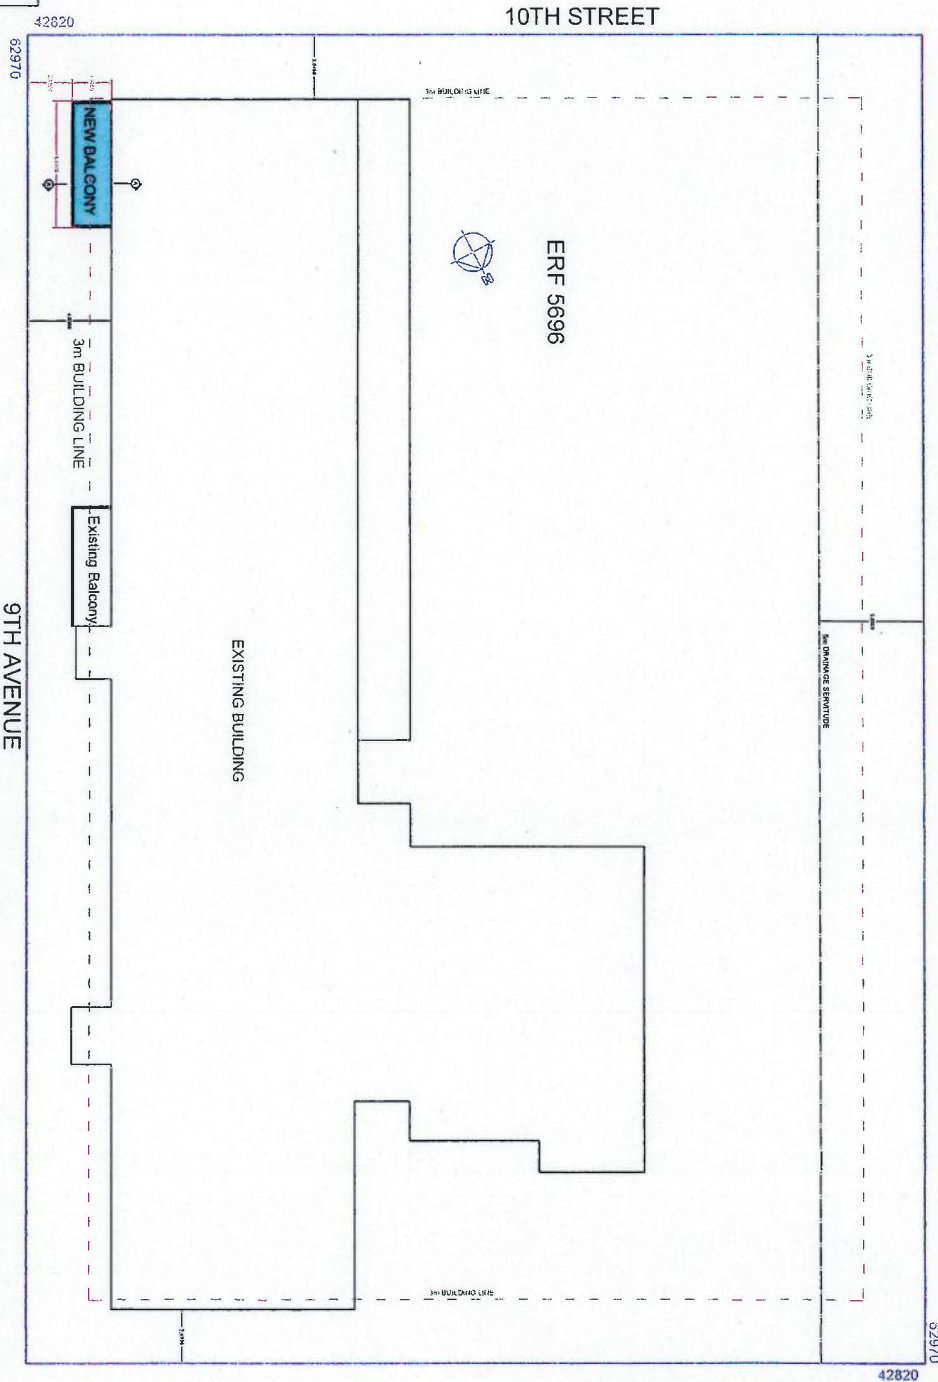 10TH STREET
42820
62970
3m BUILDING LINE
NEW BALCONY
ERF 5696
3m BUILDING LINE
Existing Balcony
5m DRAINAGE SERVITUDE
9TH AVENUE
EXISTING BUILDING
3m BUILDING LINE
62970
42820